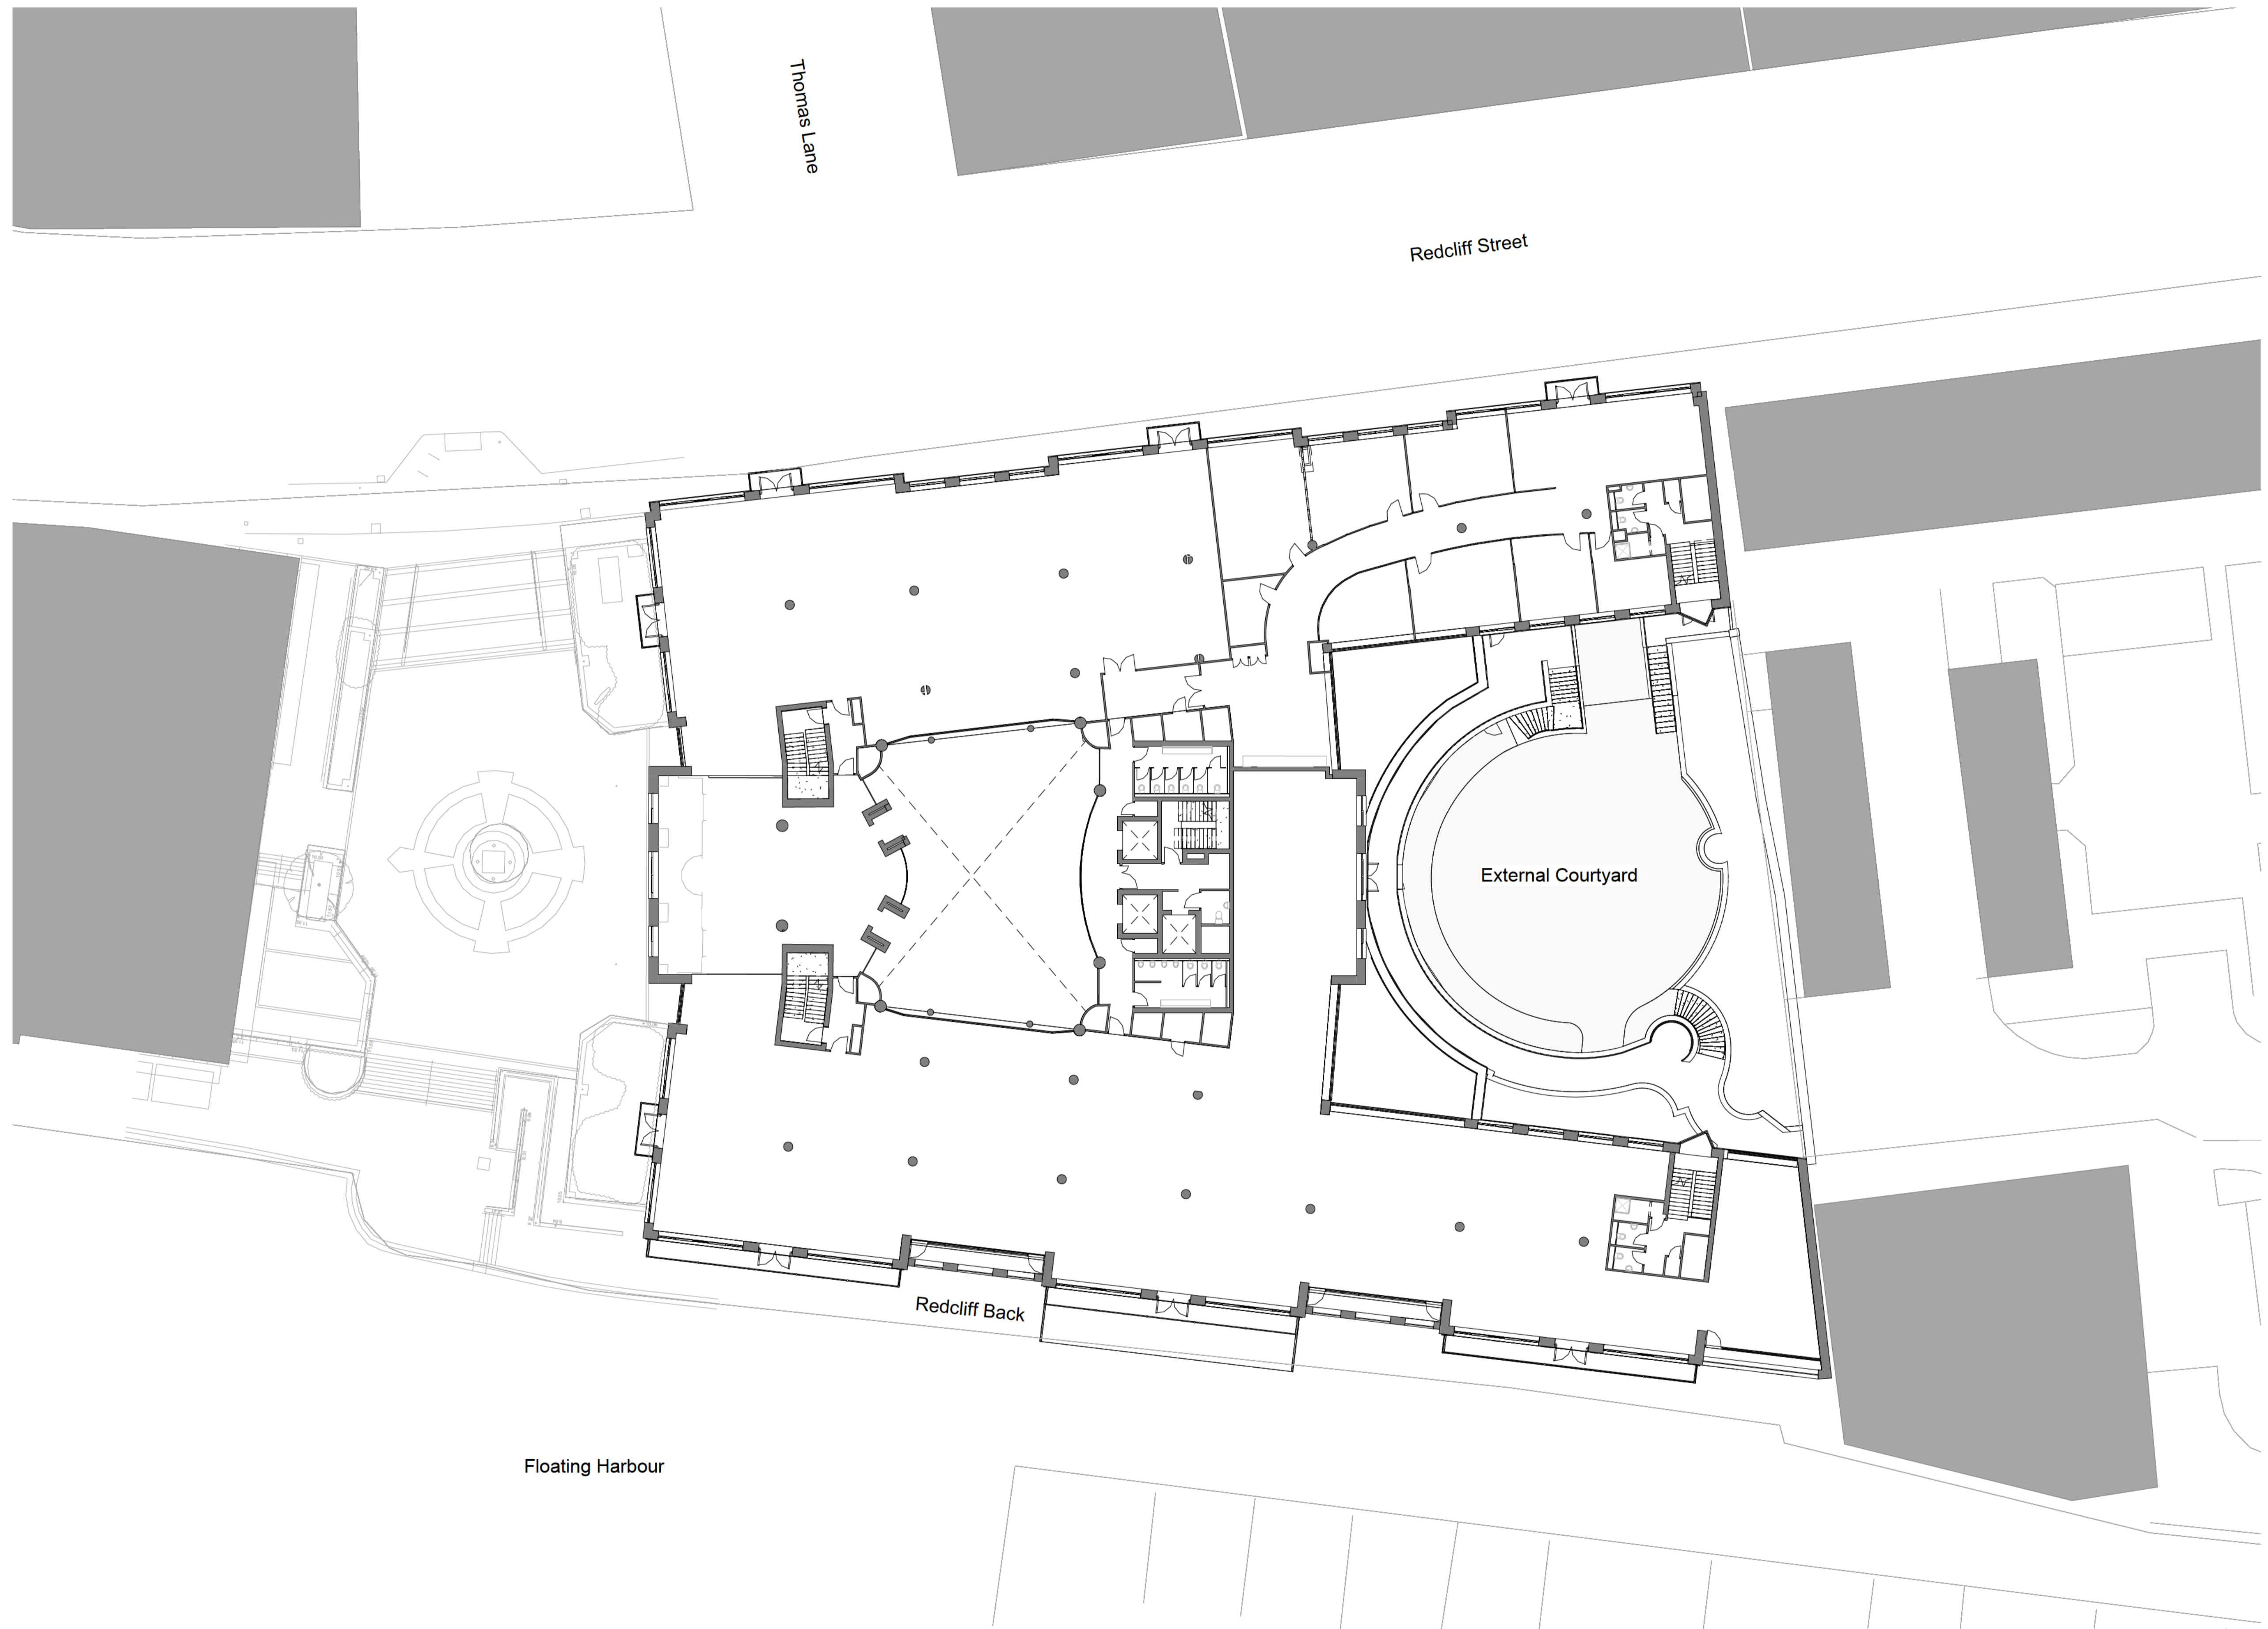 Thomas Lane
Redcliff Street
External Courtyard
Redcliff Back
Floating Harbour